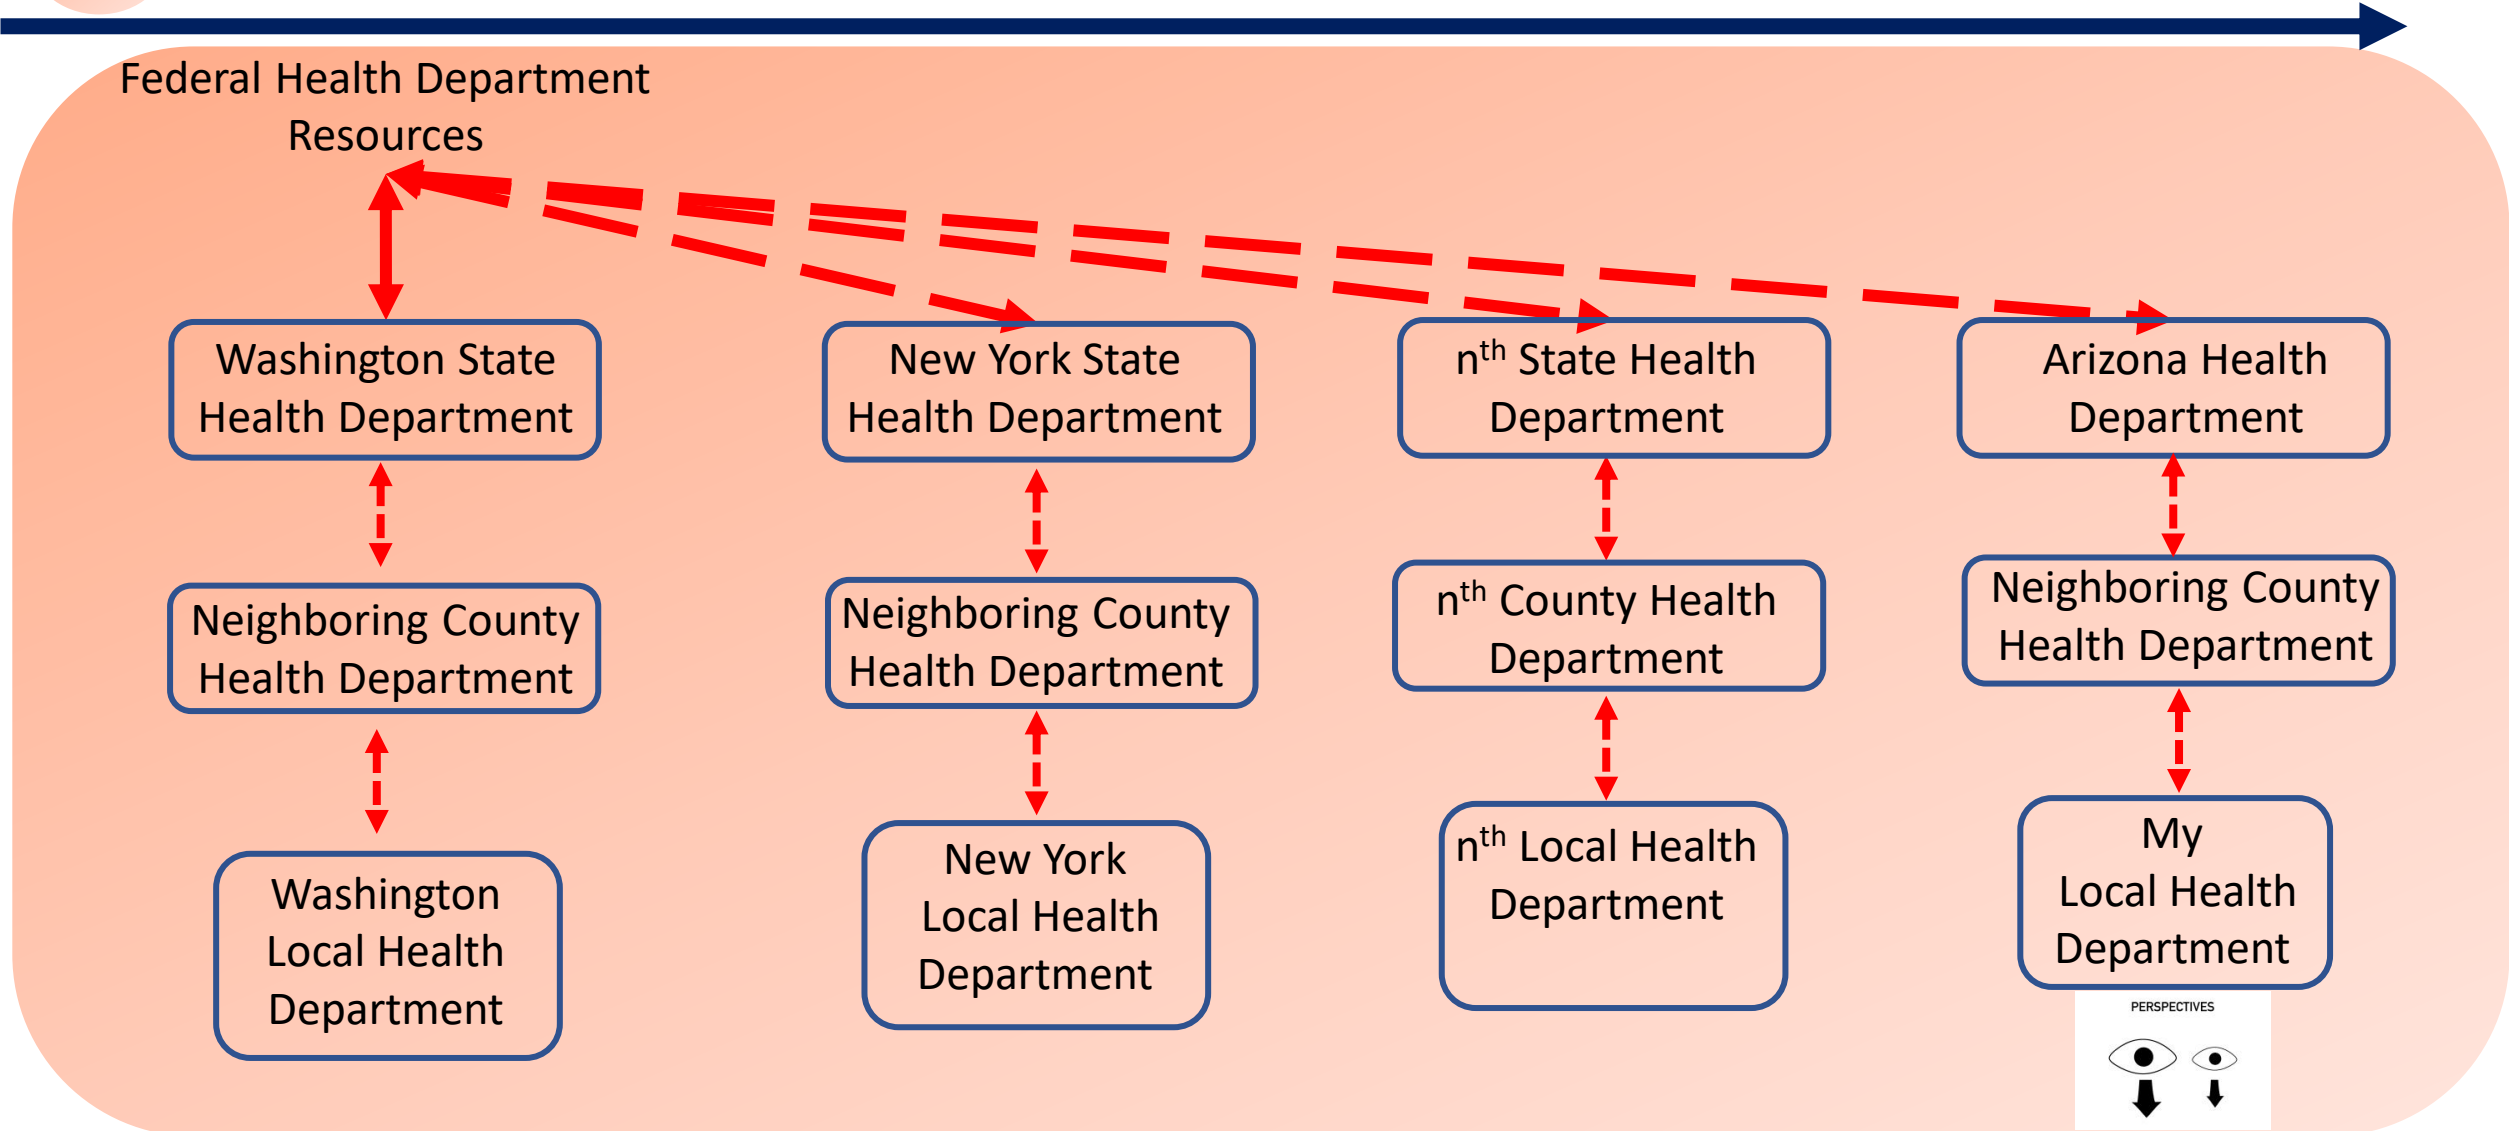 Federal Health Department
Resources
Washington State
Health Department
New York State
Health Department
nth State Health
Department
Arizona Health
Department
Neighboring County
Health Department
Neighboring County
Health Department
nth County Health
Department
Neighboring County
Health Department
Washington
Local Health
Department
New York
Local Health
Department
nth Local Health
Department
My
Local Health
Department
PERSPECTIVES